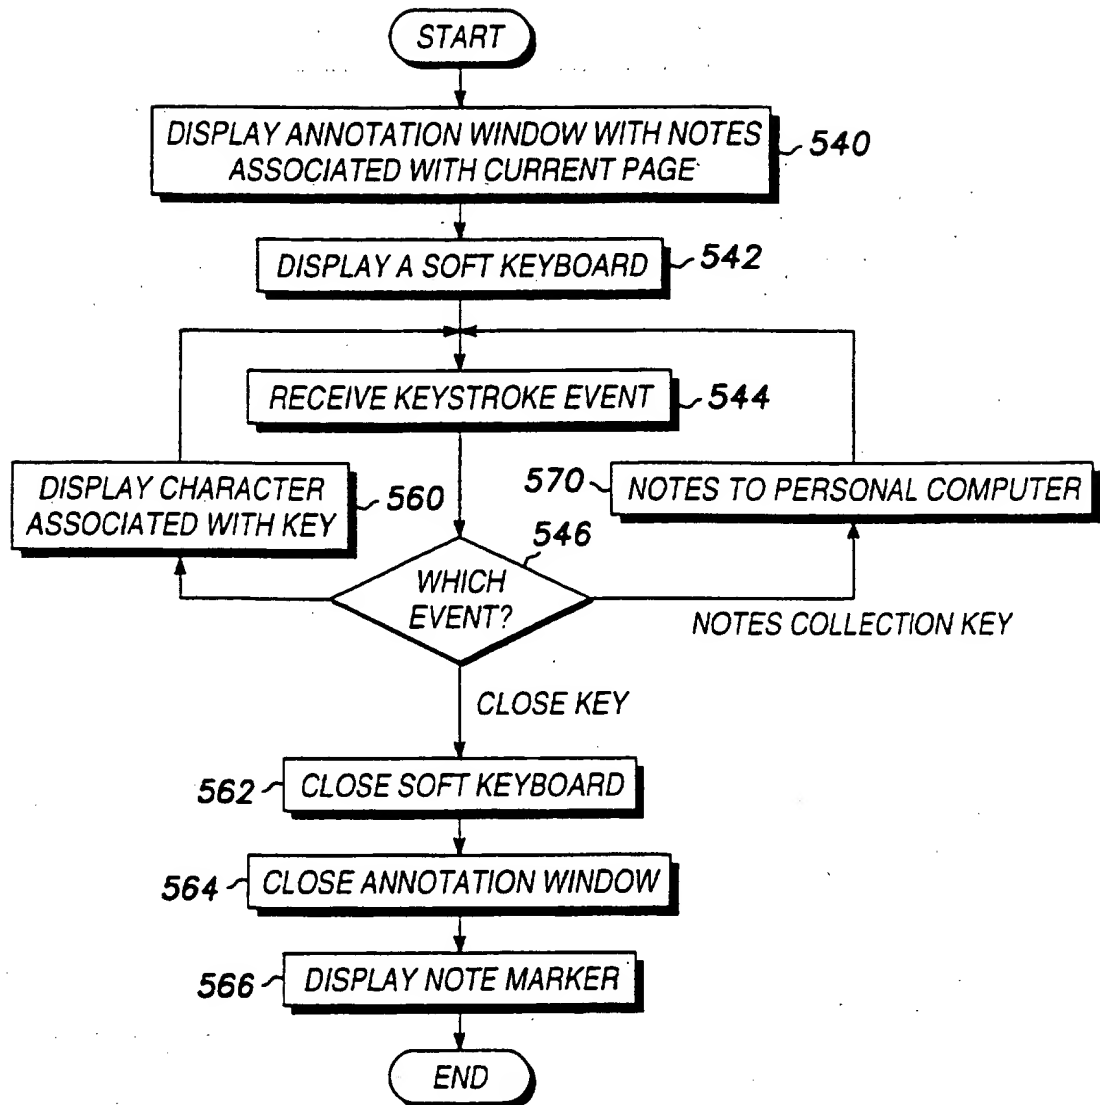 START
DISPLAY ANNOTATION WINDOW WITH NOTES
ASSOCIATED WITH CURRENT PAGE
540
DISPLAY A SOFT KEYBOARD
542
RECEIVE KEYSTROKE EVENT
544
DISPLAY CHARACTER
ASSOCIATED WITH KEY
560
570
NOTES TO PERSONAL COMPUTER
546
WHICH
EVENT?
NOTES COLLECTION KEY
CLOSE KEY
562
CLOSE SOFT KEYBOARD
564
CLOSE ANNOTATION WINDOW
566
DISPLAY NOTE MARKER
END